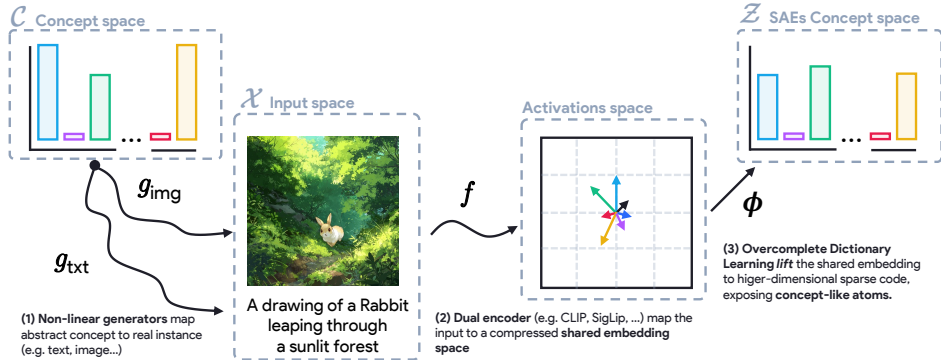 𝒞 Concept space
𝒵 SAEs Concept space
...
...
𝒳 Input space
Activations space
g_img
f
ϕ
g_txt
A drawing of a Rabbit
leaping through
a sunlit forest
(1) Non-linear generators map
abstract concept to real instance
(e.g. text, image...)
(2) Dual encoder (e.g. CLIP, SigLip, ...) map the
input to a compressed shared embedding
space
(3) Overcomplete Dictionary
Learning lift the shared embedding
to higer-dimensional sparse code,
exposing concept-like atoms.